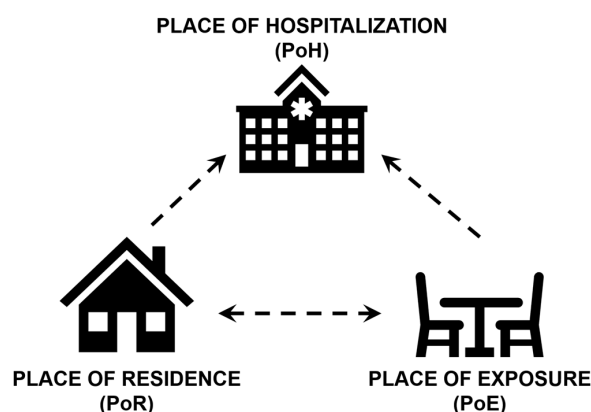 PLACE OF HOSPITALIZATION
(PoH)
PLACE OF RESIDENCE
(PoR)
PLACE OF EXPOSURE
(PoE)